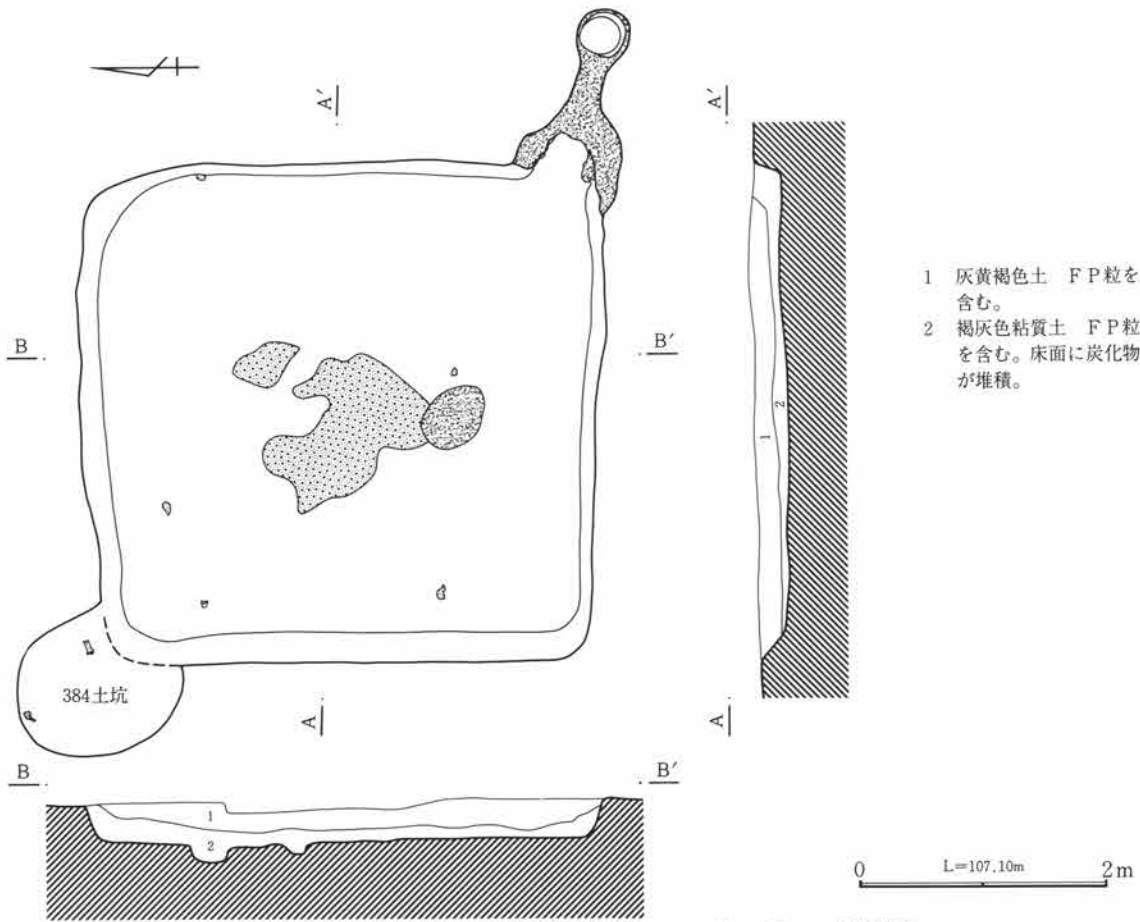 A′
A′
B
B′
1 灰黄褐色土 ＦＰ粒を
含む。
2 褐灰色粘質土 ＦＰ粒
を含む。床面に炭化物
が堆積。
1
2
384土坑
A
A
B
B′
1
2
0 L=107.10m 2m